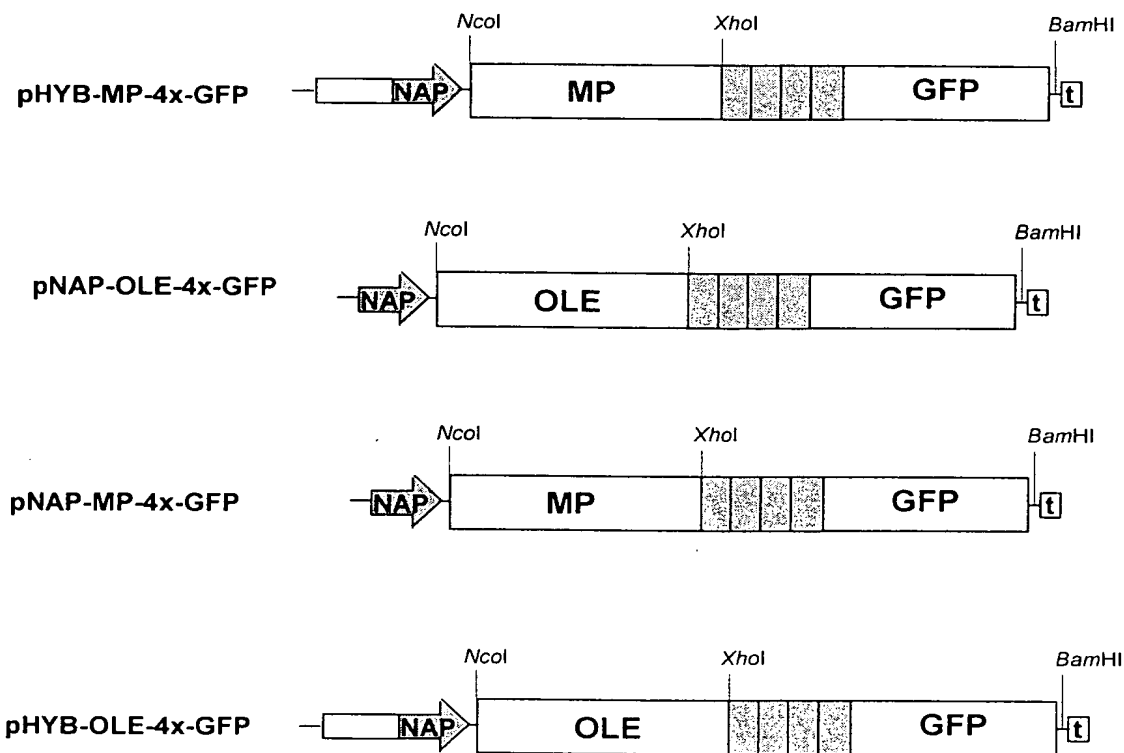 NcoI XhoI BamHI
pHYB-MP-4x-GFP NAP MP GFP t
NcoI XhoI BamHI
pNAP-OLE-4x-GFP NAP OLE GFP t
NcoI XhoI BamHI
pNAP-MP-4x-GFP NAP MP GFP t
NcoI XhoI BamHI
pHYB-OLE-4x-GFP NAP OLE GFP t